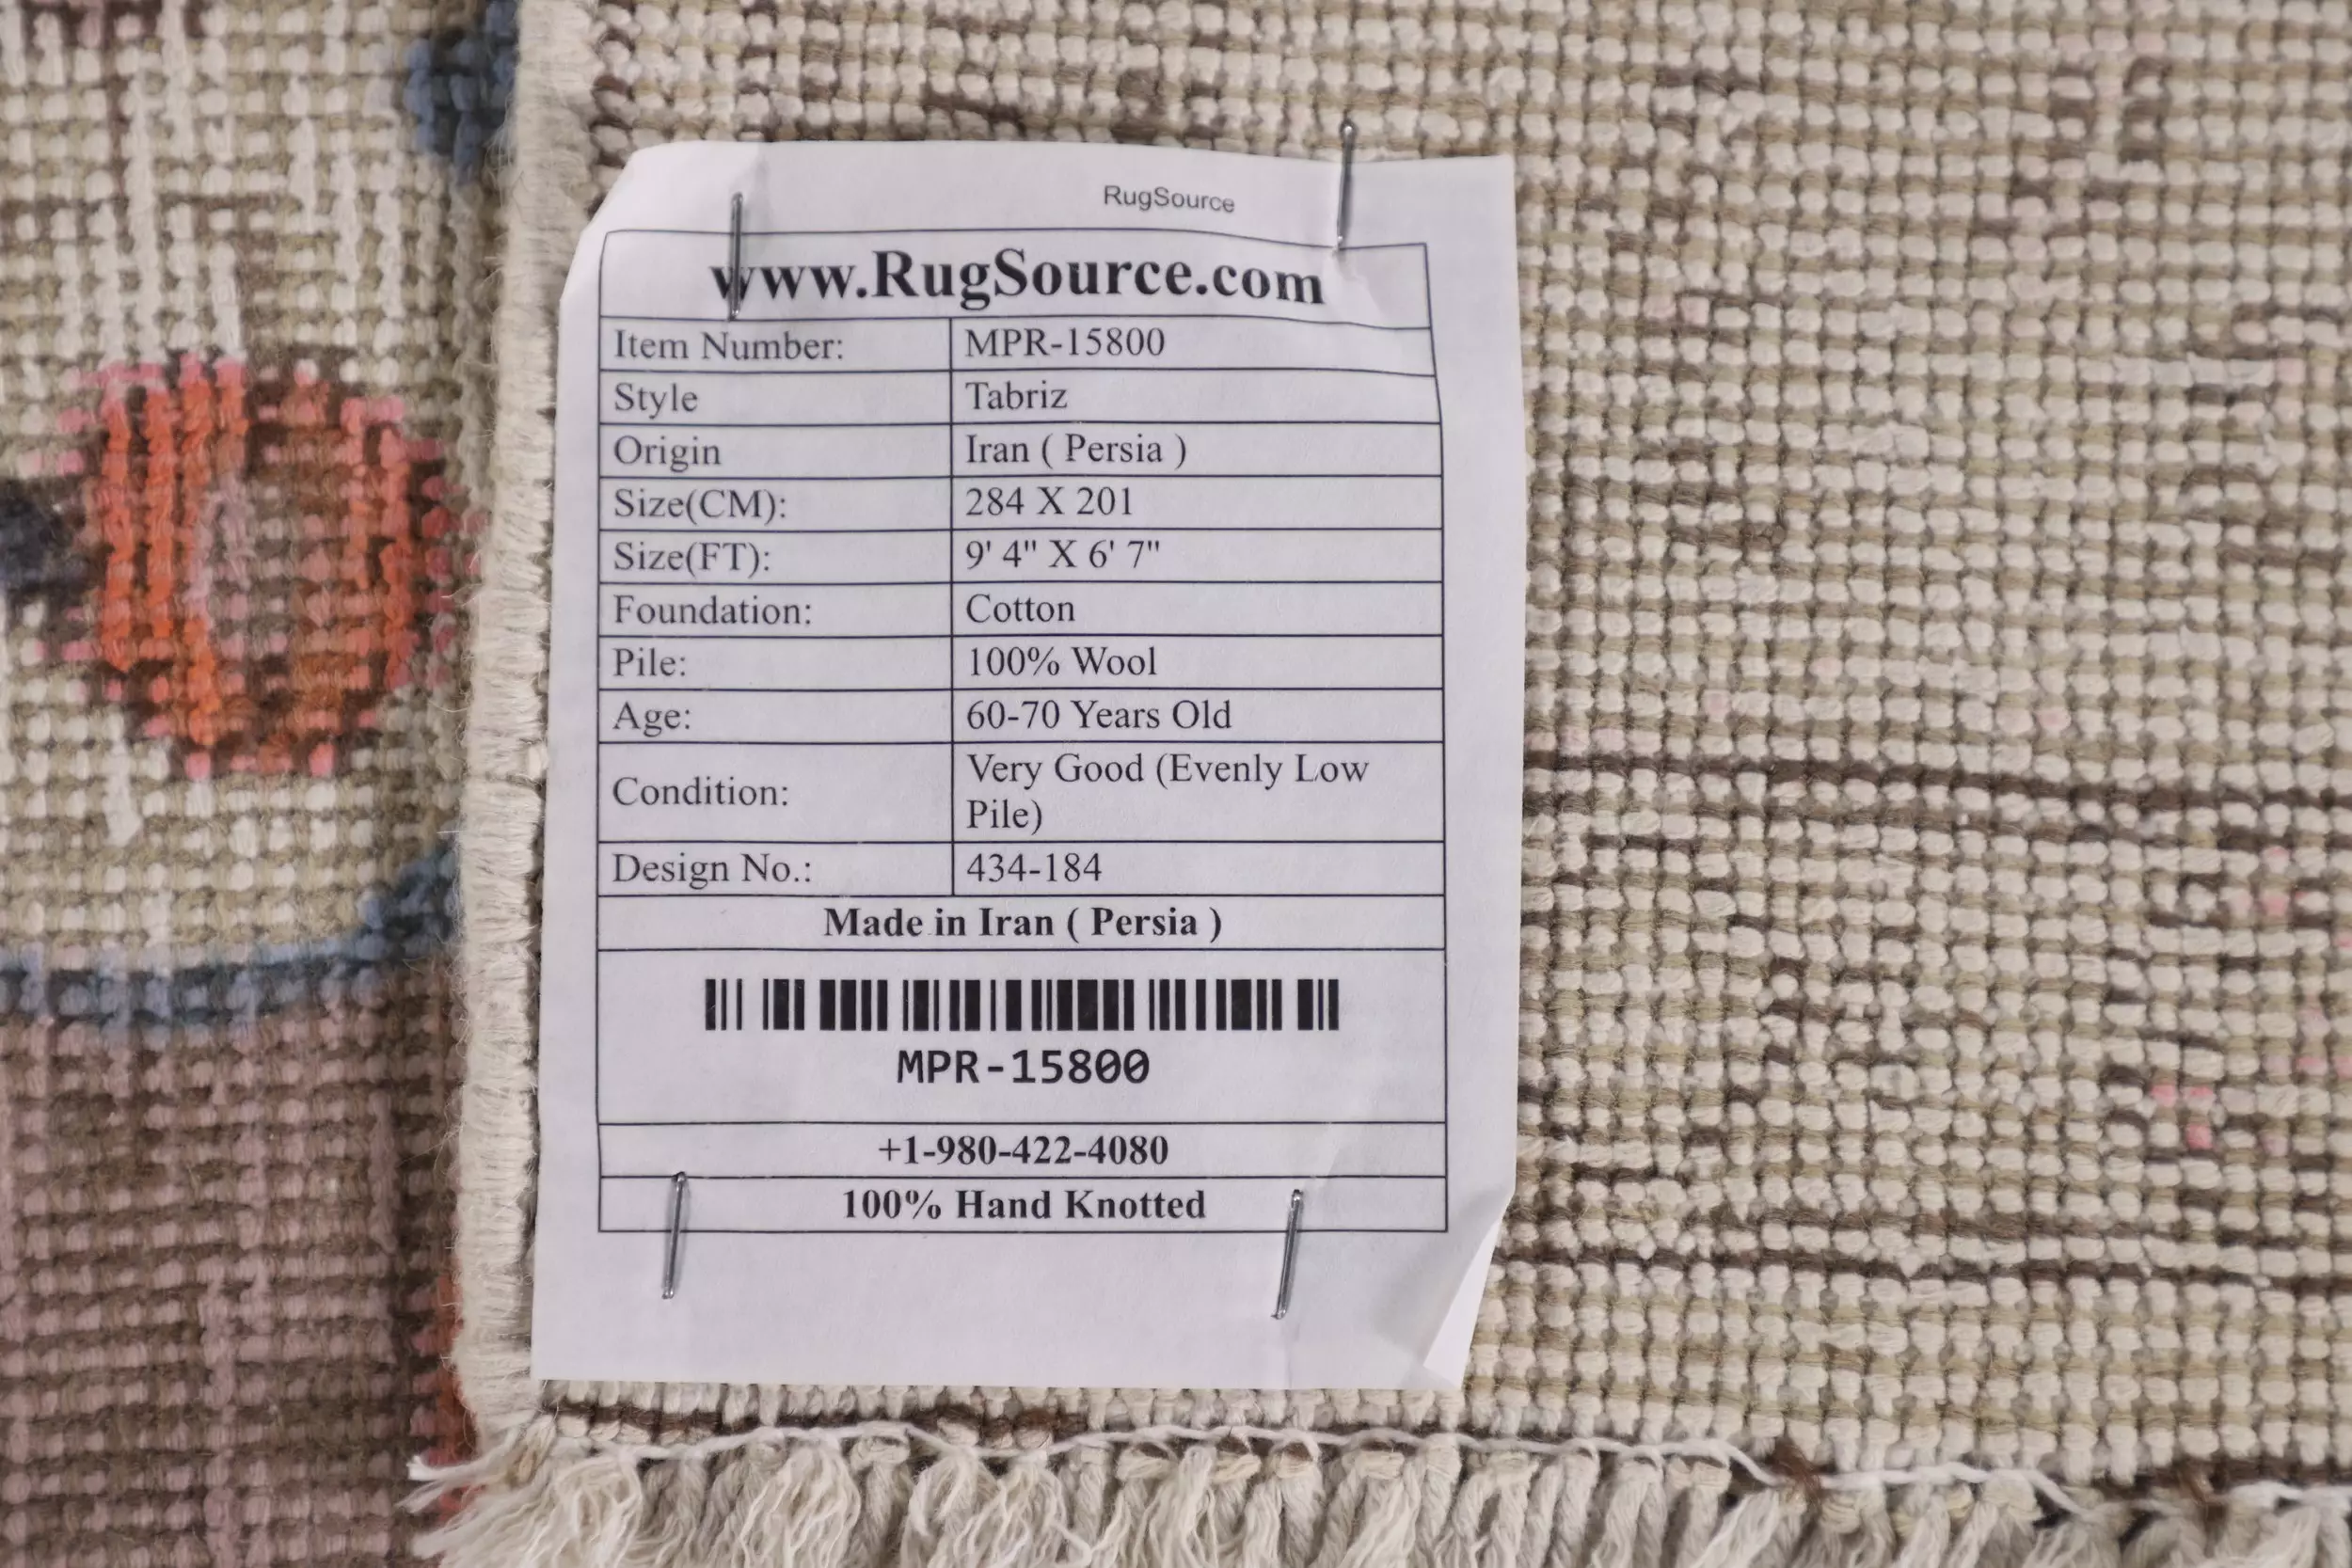 RugSource
www.RugSource.com
Item Number: MPR-15800
Style Tabriz
Origin Iran ( Persia )
Size(CM): 284 X 201
Size(FT): 9' 4" X 6' 7"
Foundation: Cotton
Pile: 100% Wool
Age: 60-70 Years Old
Condition: Very Good (Evenly Low
Pile)
Design No.: 434-184
Made in Iran ( Persia )
MPR-15800
+1-980-422-4080
100% Hand Knotted